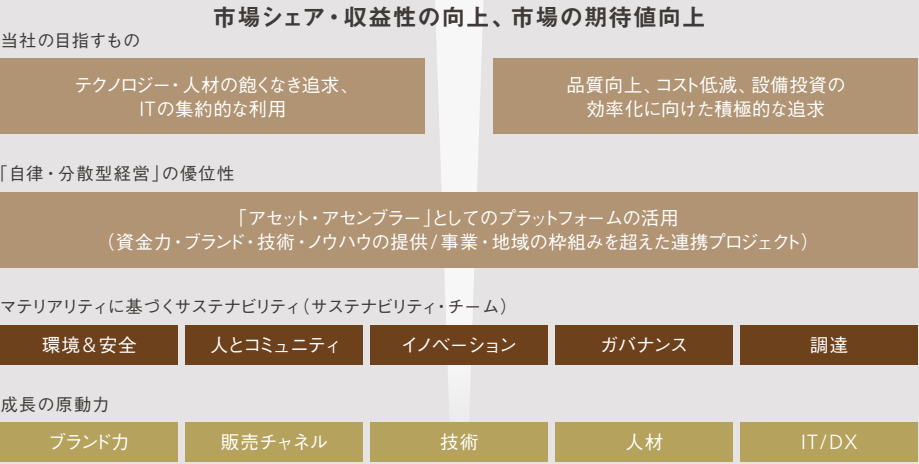 市場シェア・収益性の向上、市場の期待値向上
当社の目指すもの
テクノロジー・人材の飽くなき追求、
ITの集約的な利用
品質向上、コスト低減、設備投資の
効率化に向けた積極的な追求
「自律・分散型経営」の優位性
「アセット・アセンブラー」としてのプラットフォームの活用
（資金力・ブランド・技術・ノウハウの提供/事業・地域の枠組みを超えた連携プロジェクト）
マテリアリティに基づくサステナビリティ（サステナビリティ・チーム）
環境＆安全
人とコミュニティ
イノベーション
ガバナンス
調達
成長の原動力
ブランド力
販売チャネル
技術
人材
IT/DX